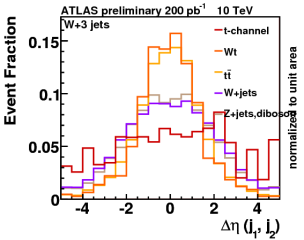 ATLAS preliminary 200 pb⁻¹ 10 TeV
W+3 jets
t-channel
Wt
tt̄
W+jets
Z+jets,diboson
Event Fraction
normalized to unit area
0.15
0.1
0.05
0
-4 -2 0 2 4
Δη (j₁, j₂)